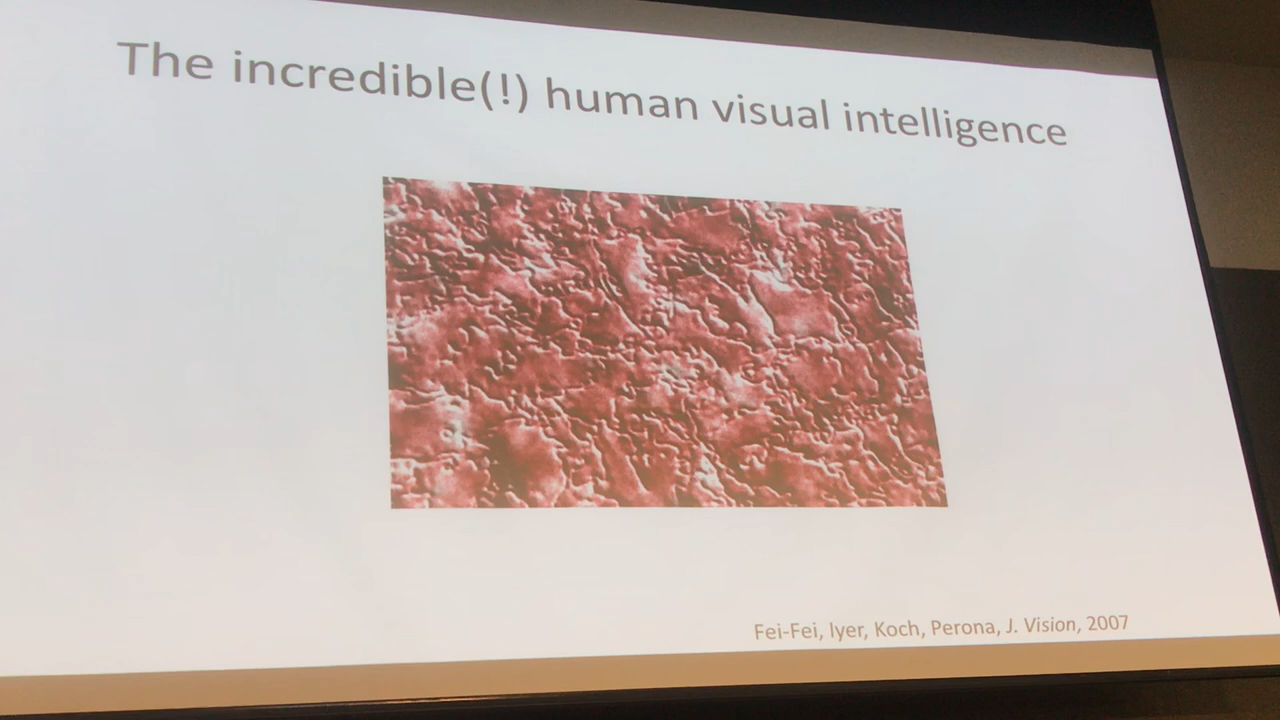 The incredible(!) human visual intelligence
Fei-Fei, Iyer, Koch, Perona, J. Vision, 2007